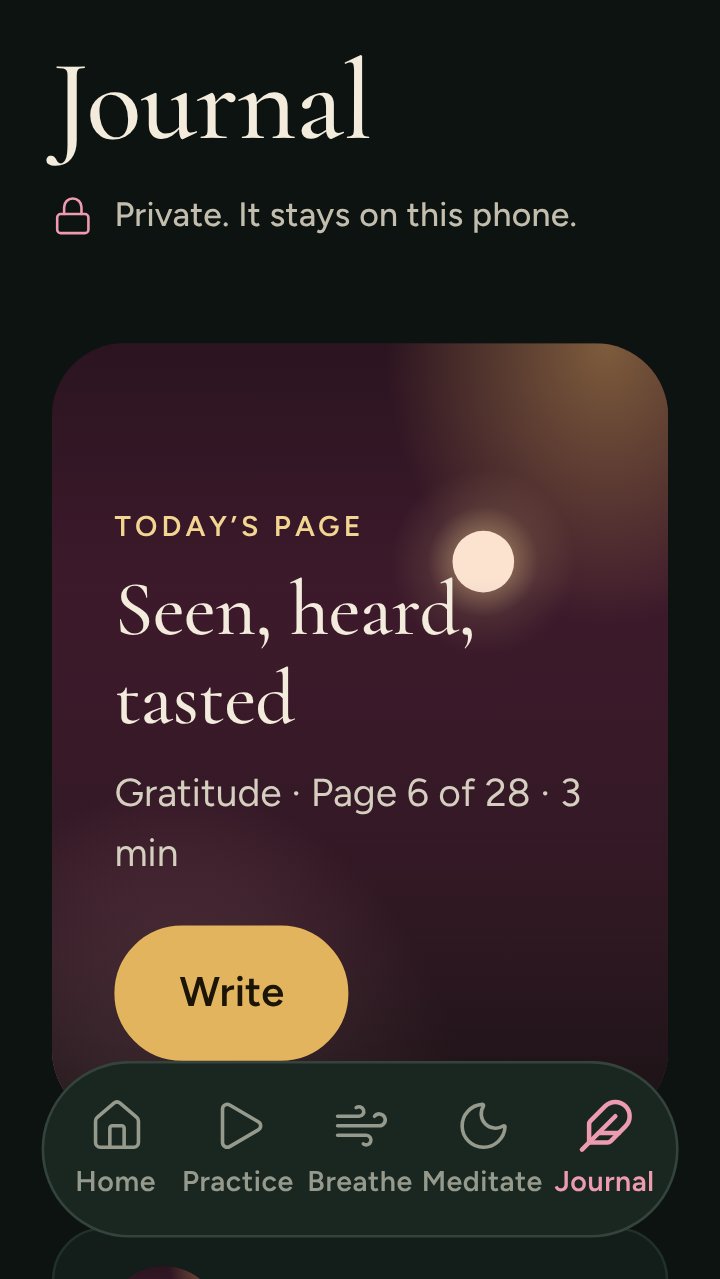 Journal
Private. It stays on this phone.
TODAY’S PAGE
Seen, heard,
tasted
Gratitude · Page 6 of 28 · 3
min
Write
Home Practice Breathe Meditate Journal